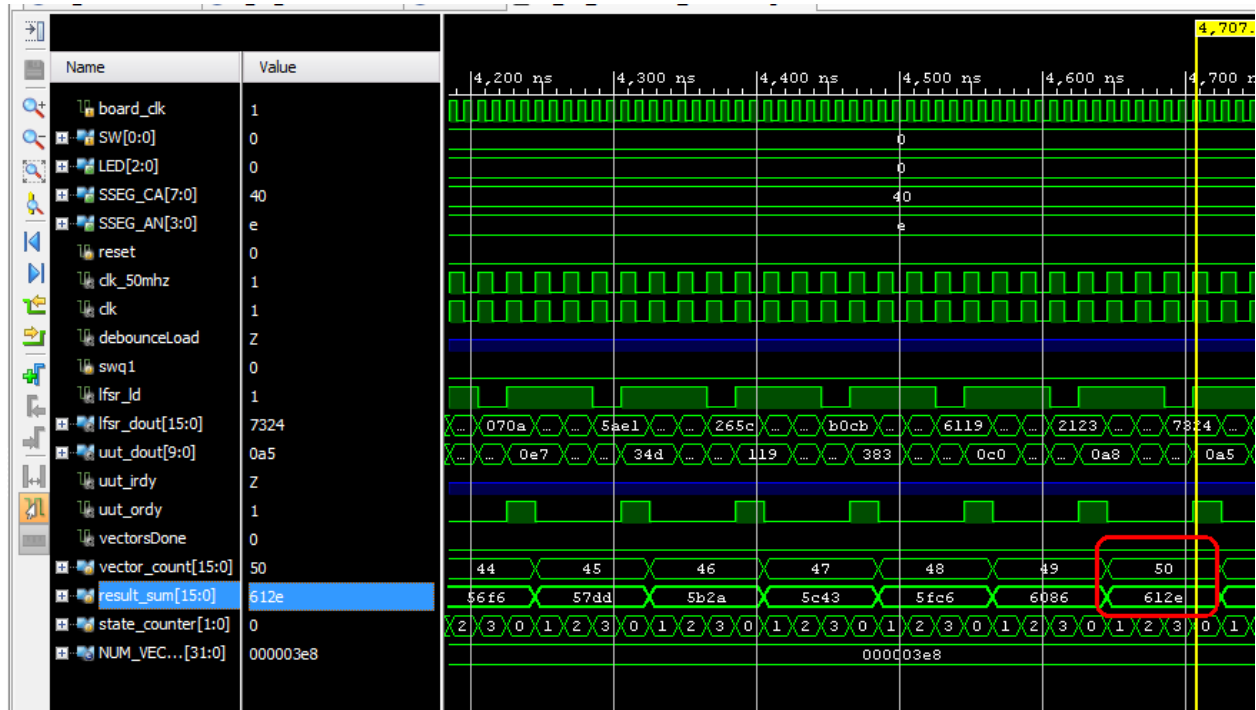 4,707.
Name Value
4,200 ns 4,300 ns 4,400 ns 4,500 ns 4,600 ns 4,700 n
board_clk 1
SW[0:0] 0 0
LED[2:0] 0 0
SSEG_CA[7:0] 40 40
SSEG_AN[3:0] e e
reset 0
clk_50mhz 1
clk 1
debounceLoad Z
swq1 0
lfsr_ld 1
lfsr_dout[15:0] 7324 ... ... 070a ... ... 5ae1 ... ... 265c ... ... b0cb ... ... 6119 ... ... 2123 ... ... 7324 ...
uut_dout[9:0] 0a5 ... ... 0e7 ... ... 34d ... ... 119 ... ... 383 ... ... 0c0 ... ... 0a8 ... ... 0a5 ...
uut_irdy Z
uut_ordy 1
vectorsDone 0
vector_count[15:0] 50 44 45 46 47 48 49 50
result_sum[15:0] 612e 56f6 57dd 5b2a 5c43 5fc6 6086 612e
state_counter[1:0] 0 2 3 0 1 2 3 0 1 2 3 0 1 2 3 0 1 2 3 0 1 2 3 0 1 2 3 0 1
NUM_VEC...[31:0] 000003e8 000003e8